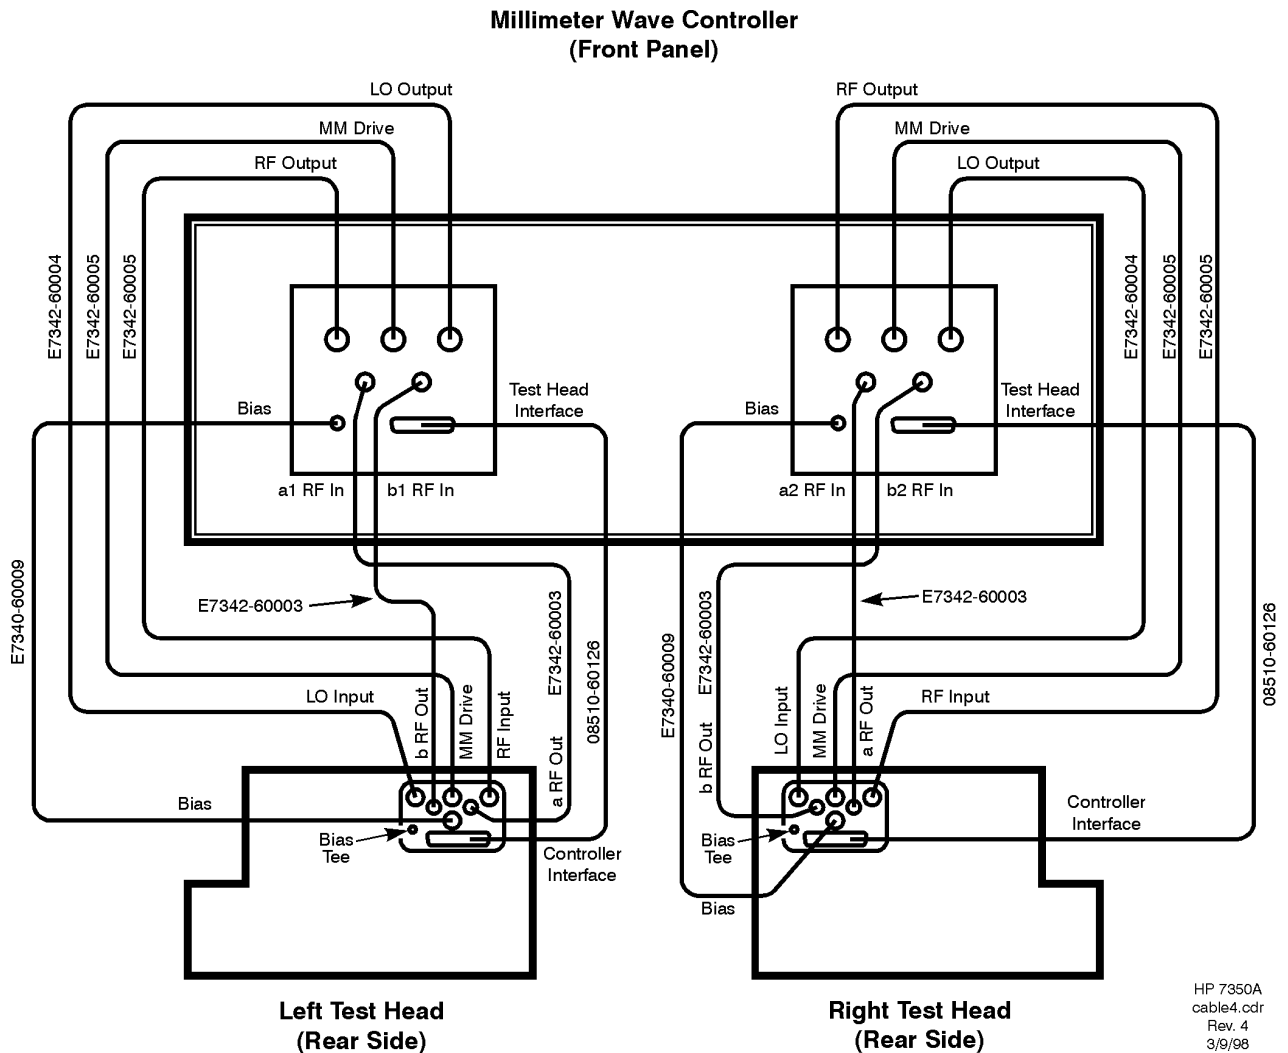 Millimeter Wave Controller
(Front Panel)
LO Output
MM Drive
RF Output
RF Output
MM Drive
LO Output
E7342-60004
E7342-60005
E7342-60005
E7342-60004
E7342-60005
E7342-60005
Bias
Test Head
Interface
Bias
Test Head
Interface
a1 RF In
b1 RF In
a2 RF In
b2 RF In
E7340-60009
E7342-60003
E7342-60003
08510-60126
E7340-60009
E7342-60003
E7342-60003
08510-60126
LO Input
b RF Out
MM Drive
RF Input
a RF Out
b RF Out
LO Input
MM Drive
a RF Out
RF Input
Bias
Bias
Tee
Controller
Interface
Bias
Tee
Bias
Controller
Interface
Left Test Head
(Rear Side)
Right Test Head
(Rear Side)
HP 7350A
cable4.cdr
Rev. 4
3/9/98